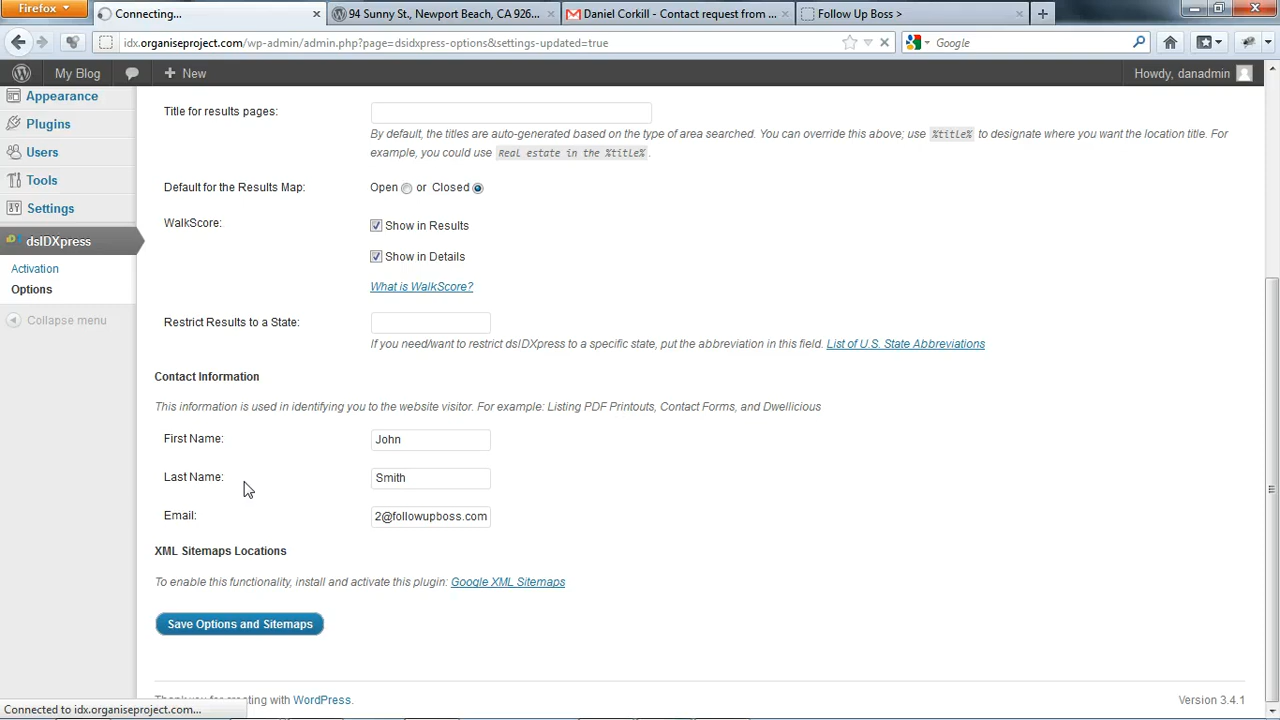 Firefox
Connecting...
94 Sunny St., Newport Beach, CA 926...
Daniel Corkill - Contact request from ...
Follow Up Boss >
idx.organiseproject.com/wp-admin/admin.php?page=dsidxpress-options&settings-updated=true
Google
My Blog
New
Howdy, danadmin
Appearance
Plugins
Users
Tools
Settings
dsIDXpress
Activation
Options
Collapse menu
Title for results pages:
By default, the titles are auto-generated based on the type of area searched. You can override this above; use %title% to designate where you want the location title. For
example, you could use Real estate in the %title%.
Default for the Results Map: Open or Closed
WalkScore: Show in Results
Show in Details
What is WalkScore?
Restrict Results to a State:
If you need/want to restrict dsIDXpress to a specific state, put the abbreviation in this field. List of U.S. State Abbreviations
Contact Information
This information is used in identifying you to the website visitor. For example: Listing PDF Printouts, Contact Forms, and Dwellicious
First Name: John
Last Name: Smith
Email: 2@followupboss.com
XML Sitemaps Locations
To enable this functionality, install and activate this plugin: Google XML Sitemaps
Save Options and Sitemaps
Thank you for creating with WordPress.
Version 3.4.1
Connected to idx.organiseproject.com...